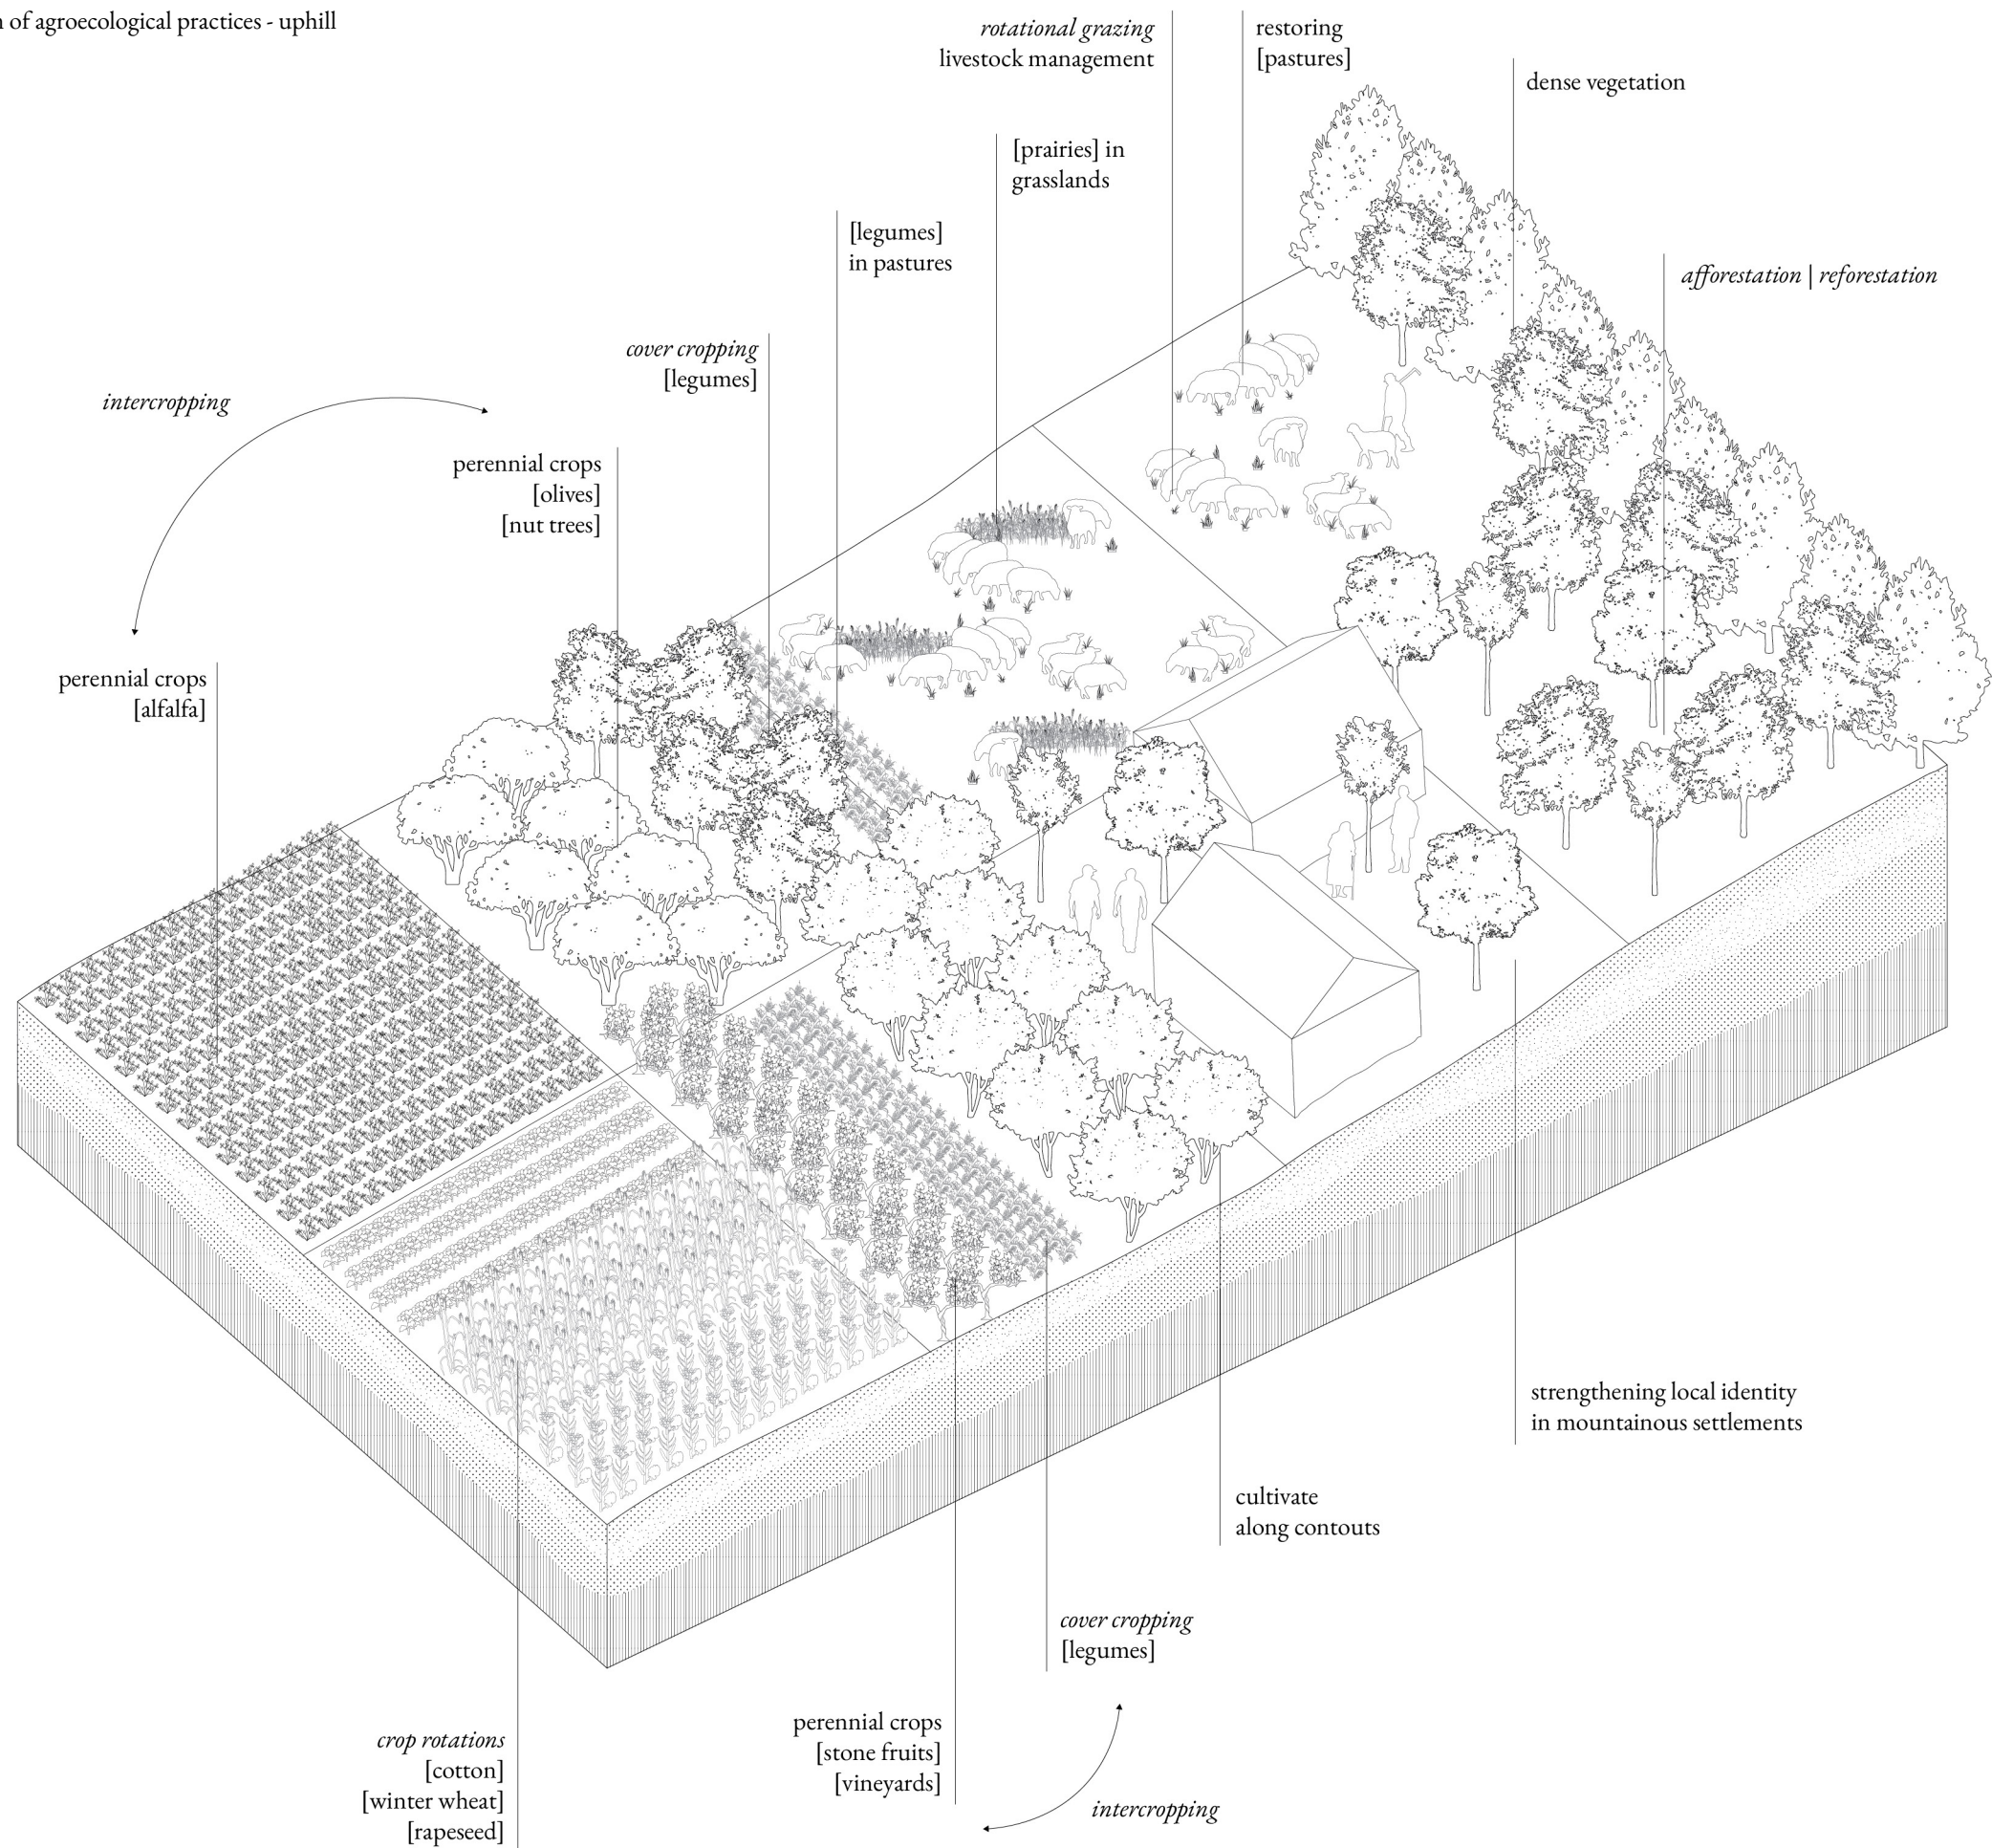 of agroecological practices - uphill
rotational grazing
livestock management
restoring
[pastures]
dense vegetation
[prairies] in
grasslands
[legumes]
in pastures
afforestation | reforestation
cover cropping
[legumes]
intercropping
perennial crops
[olives]
[nut trees]
perennial crops
[alfalfa]
strengthening local identity
in mountainous settlements
cultivate
along contouts
cover cropping
[legumes]
perennial crops
[stone fruits]
[vineyards]
intercropping
crop rotations
[cotton]
[winter wheat]
[rapeseed]